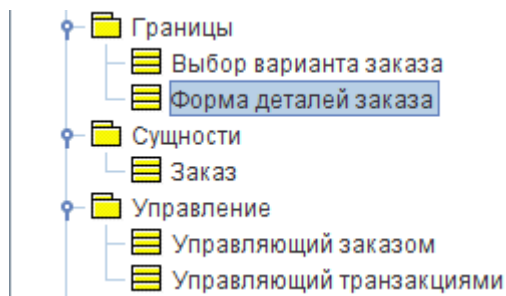 Границы
Выбор варианта заказа
Форма деталей заказа
Сущности
Заказ
Управление
Управляющий заказом
Управляющий транзакциями